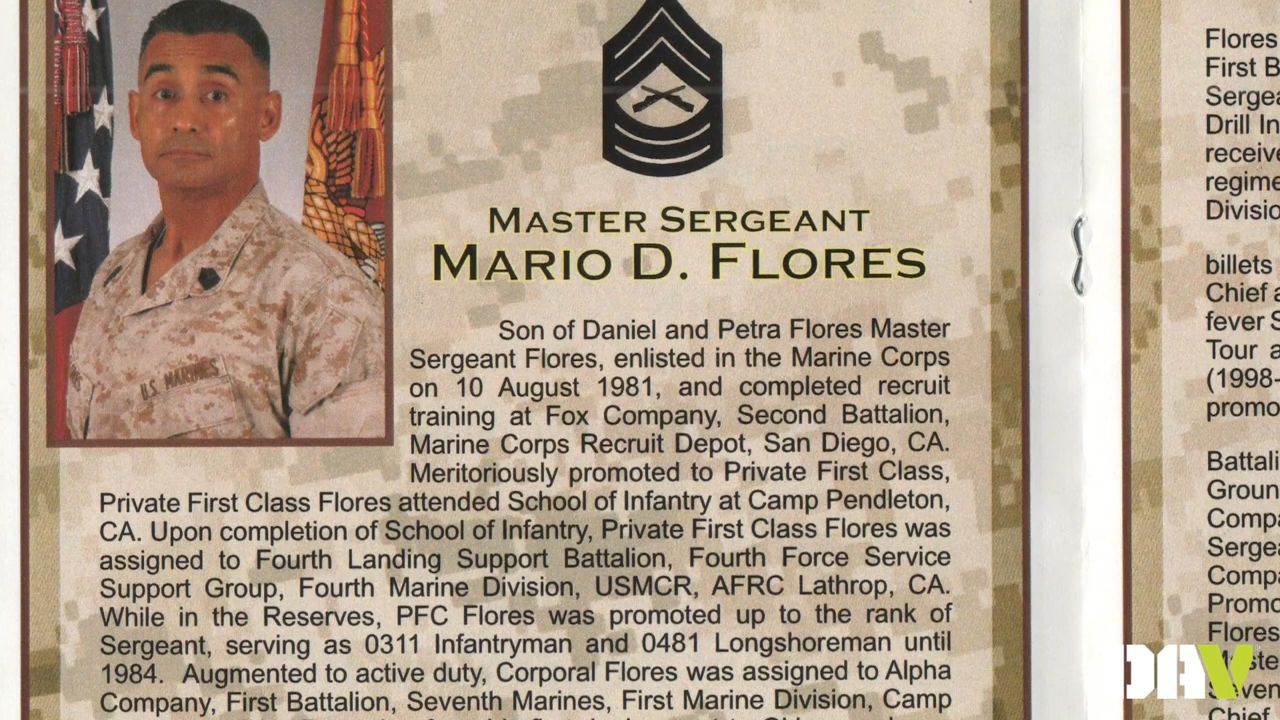 U.S. MARINES
MASTER SERGEANT
MARIO D. FLORES
Son of Daniel and Petra Flores Master
Sergeant Flores, enlisted in the Marine Corps
on 10 August 1981, and completed recruit
training at Fox Company, Second Battalion,
Marine Corps Recruit Depot, San Diego, CA.
Meritoriously promoted to Private First Class,
Private First Class Flores attended School of Infantry at Camp Pendleton,
CA. Upon completion of School of Infantry, Private First Class Flores was
assigned to Fourth Landing Support Battalion, Fourth Force Service
Support Group, Fourth Marine Division, USMCR, AFRC Lathrop, CA.
While in the Reserves, PFC Flores was promoted up to the rank of
Sergeant, serving as 0311 Infantryman and 0481 Longshoreman until
1984. Augmented to active duty, Corporal Flores was assigned to Alpha
Company, First Battalion, Seventh Marines, First Marine Division, Camp
Flores
First B
Sergea
Drill In
receive
regime
Divisio
billets
Chief a
fever S
Tour a
(1998-
promo
Battali
Groun
Compa
Sergea
Compa
Promo
Flores
Seven
Chief
DAV